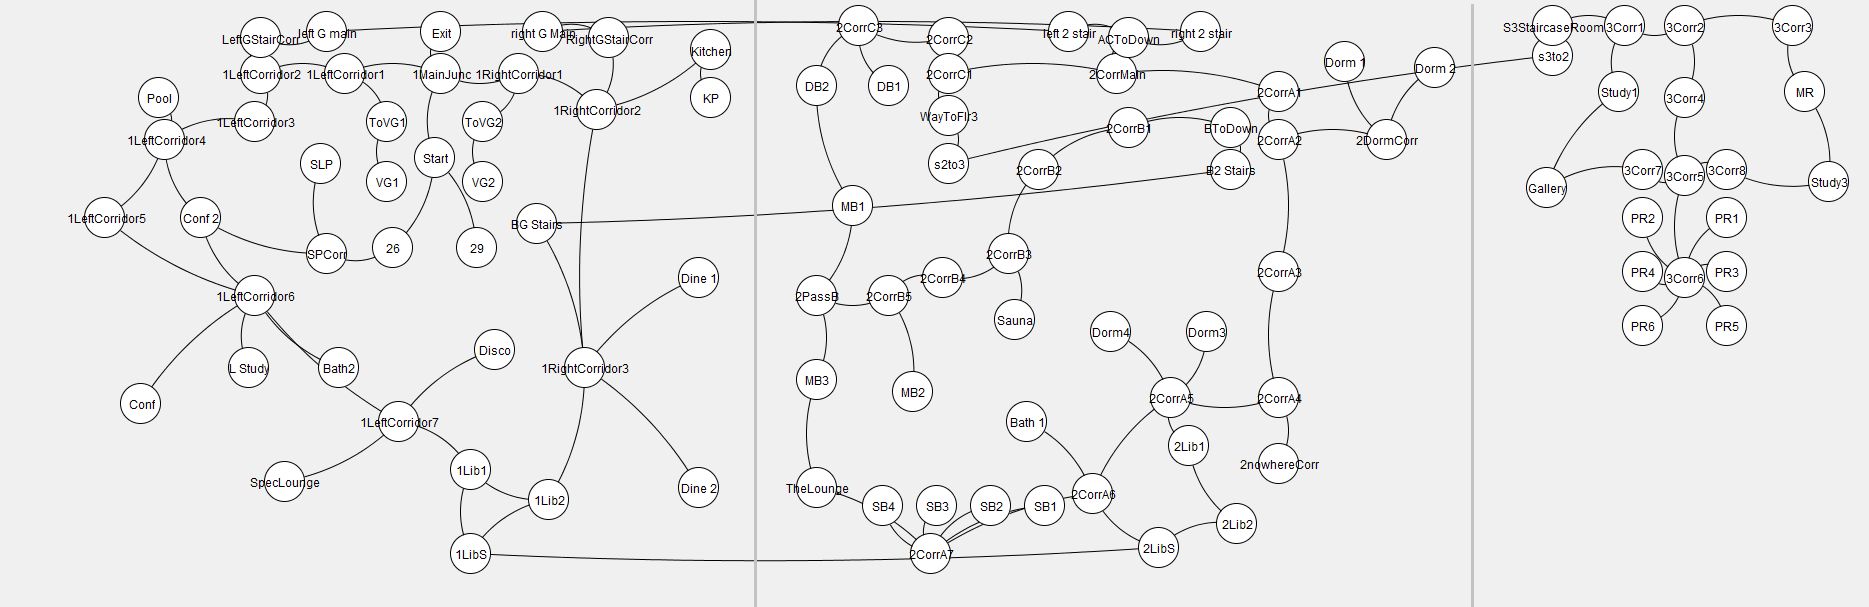 LeftGStairCorr
left G main
Exit
right G Main
RightGStairCorr
Kitchen
1LeftCorridor2
1LeftCorridor1
1MainJunc
1RightCorridor1
KP
Pool
1RightCorridor2
1LeftCorridor3
ToVG1
ToVG2
1LeftCorridor4
SLP
Start
VG1
VG2
1LeftCorridor5
Conf 2
BG Stairs
SPCorr
26
29
Dine 1
1LeftCorridor6
Disco
L Study
Bath2
1RightCorridor3
Conf
1LeftCorridor7
SpecLounge
1Lib1
1Lib2
Dine 2
1LibS
2CorrC3
2CorrC2
left 2 stair
ACToDown
right 2 stair
2CorrC1
2CorrMain
Dorm 1
Dorm 2
DB2
DB1
2CorrA1
WayToFlr3
2CorrB1
BToDown
2CorrA2
2DormCorr
s2to3
2CorrB2
B2 Stairs
MB1
2CorrB3
2CorrA3
2CorrB4
2PassB
2CorrB5
Sauna
Dorm4
Dorm3
MB3
MB2
2CorrA5
2CorrA4
Bath 1
2Lib1
2nowhereCorr
TheLounge
2CorrA6
SB4
SB3
SB2
SB1
2Lib2
2CorrA7
2LibS
S3StaircaseRoom
3Corr1
3Corr2
3Corr3
s3to2
Study1
3Corr4
MR
3Corr7
3Corr5
3Corr8
Gallery
Study3
PR2
PR1
PR4
3Corr6
PR3
PR6
PR5